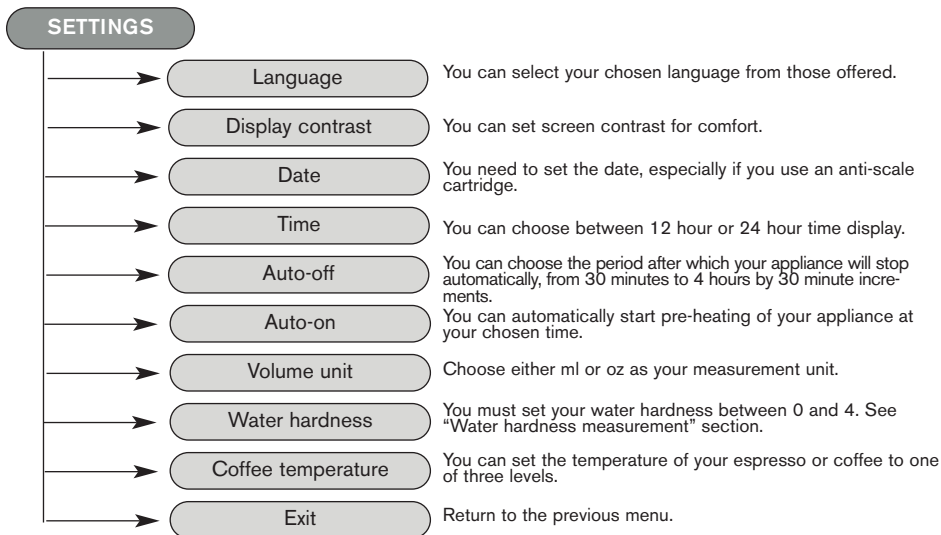 SETTINGS
Language
You can select your chosen language from those offered.
Display contrast
You can set screen contrast for comfort.
Date
You need to set the date, especially if you use an anti-scale
cartridge.
Time
You can choose between 12 hour or 24 hour time display.
Auto-off
You can choose the period after which your appliance will stop
automatically, from 30 minutes to 4 hours by 30 minute incre-
ments.
Auto-on
You can automatically start pre-heating of your appliance at
your chosen time.
Volume unit
Choose either ml or oz as your measurement unit.
Water hardness
You must set your water hardness between 0 and 4. See
“Water hardness measurement” section.
Coffee temperature
You can set the temperature of your espresso or coffee to one
of three levels.
Exit
Return to the previous menu.